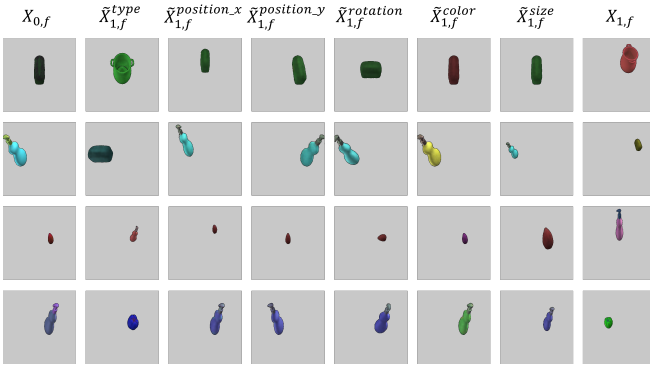 X_{0,f} X̃_{1,f}^{type} X̃_{1,f}^{position_x} X̃_{1,f}^{position_y} X̃_{1,f}^{rotation} X̃_{1,f}^{color} X̃_{1,f}^{size} X_{1,f}